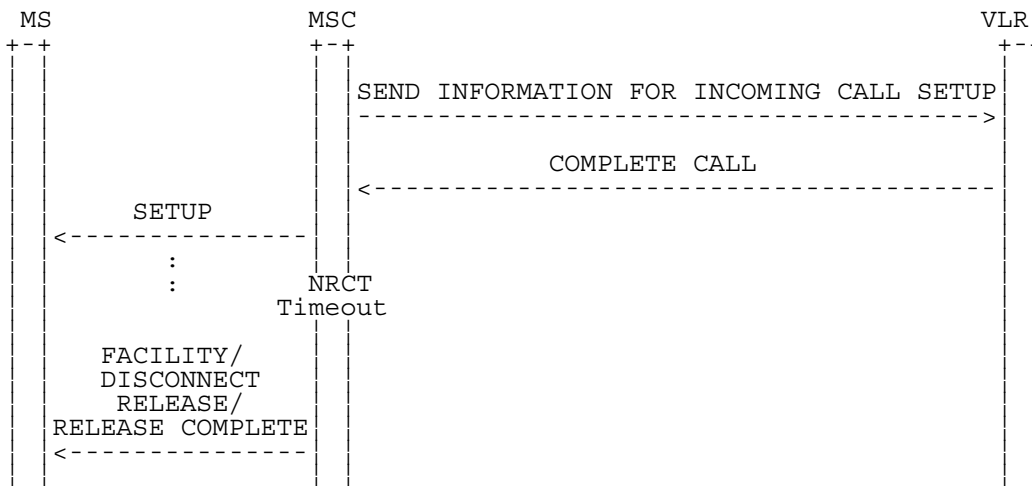 MS MSC VLR
SEND INFORMATION FOR INCOMING CALL SETUP
COMPLETE CALL
SETUP
:
: NRCT
Timeout
FACILITY/
DISCONNECT
RELEASE/
RELEASE COMPLETE